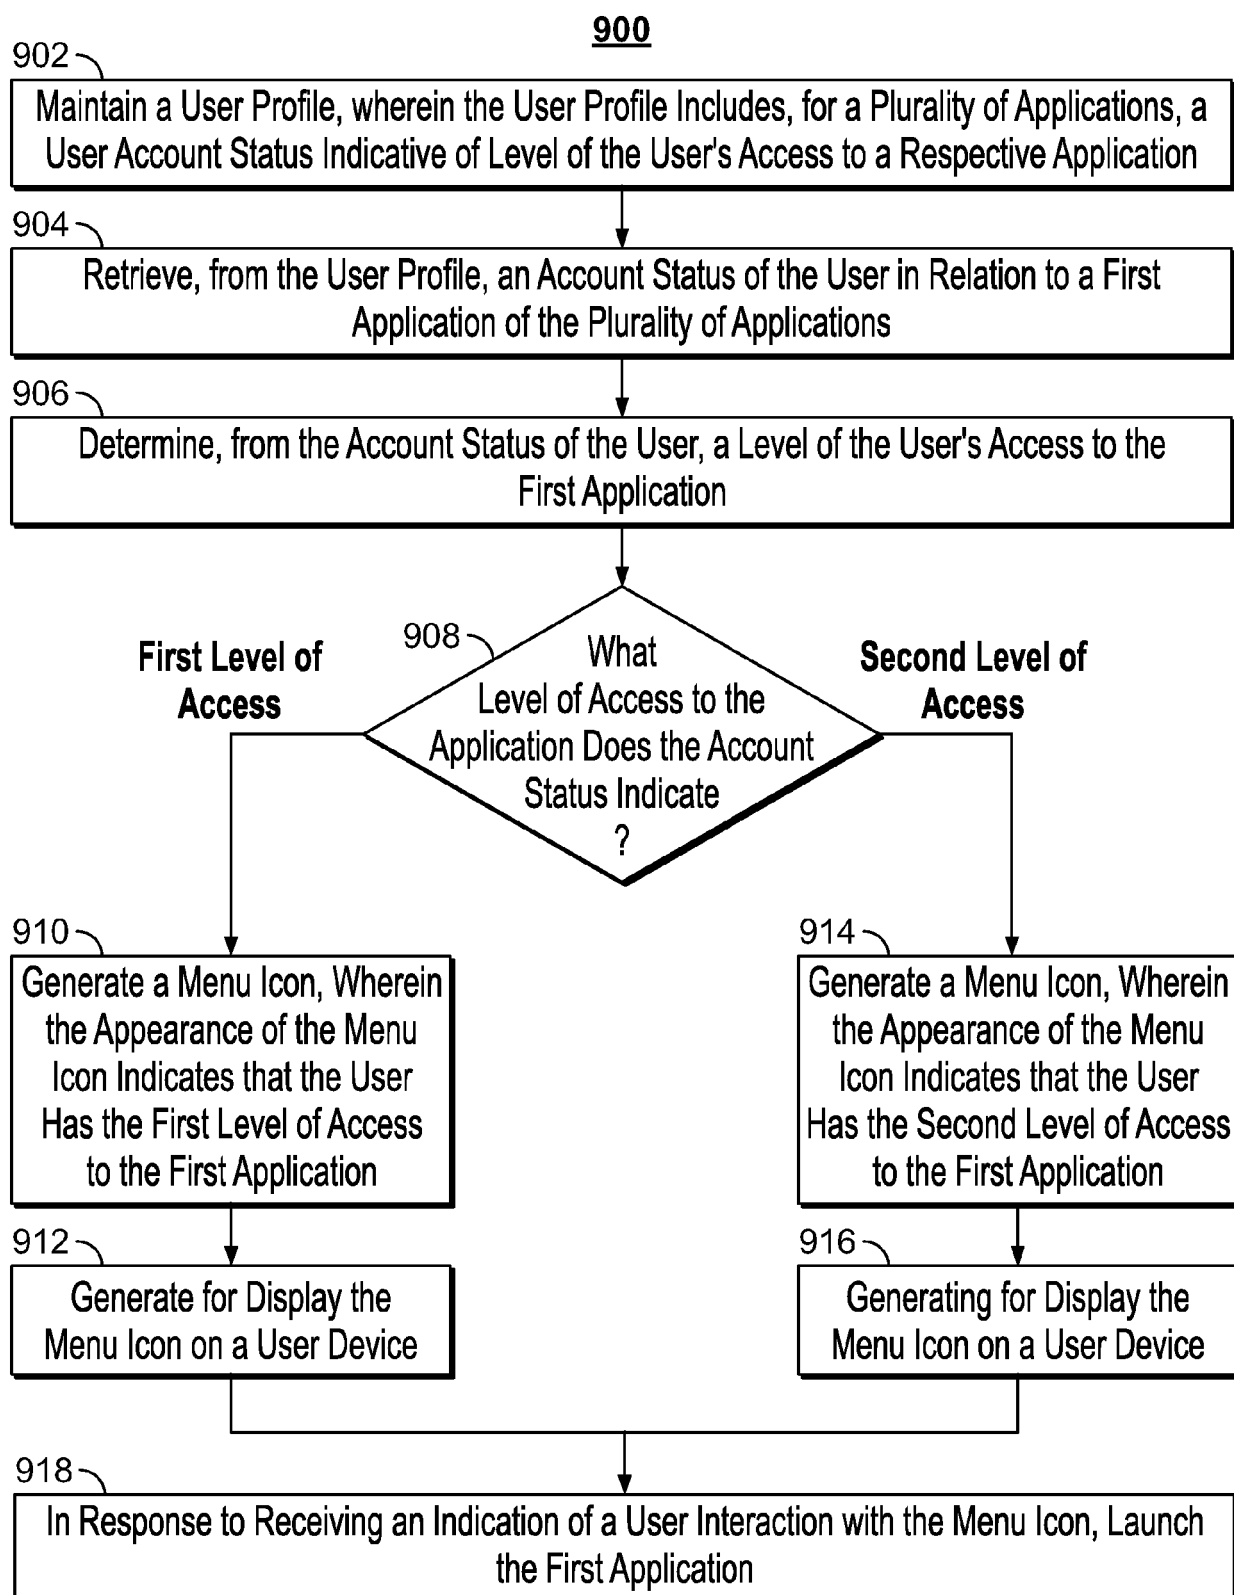 900
902
Maintain a User Profile, wherein the User Profile Includes, for a Plurality of Applications, a
User Account Status Indicative of Level of the User's Access to a Respective Application
904
Retrieve, from the User Profile, an Account Status of the User in Relation to a First
Application of the Plurality of Applications
906
Determine, from the Account Status of the User, a Level of the User's Access to the
First Application
908
What
Level of Access to the
Application Does the Account
Status Indicate
?
First Level of
Access
Second Level of
Access
910
Generate a Menu Icon, Wherein
the Appearance of the Menu
Icon Indicates that the User
Has the First Level of Access
to the First Application
912
Generate for Display the
Menu Icon on a User Device
914
Generate a Menu Icon, Wherein
the Appearance of the Menu
Icon Indicates that the User
Has the Second Level of Access
to the First Application
916
Generating for Display the
Menu Icon on a User Device
918
In Response to Receiving an Indication of a User Interaction with the Menu Icon, Launch
the First Application